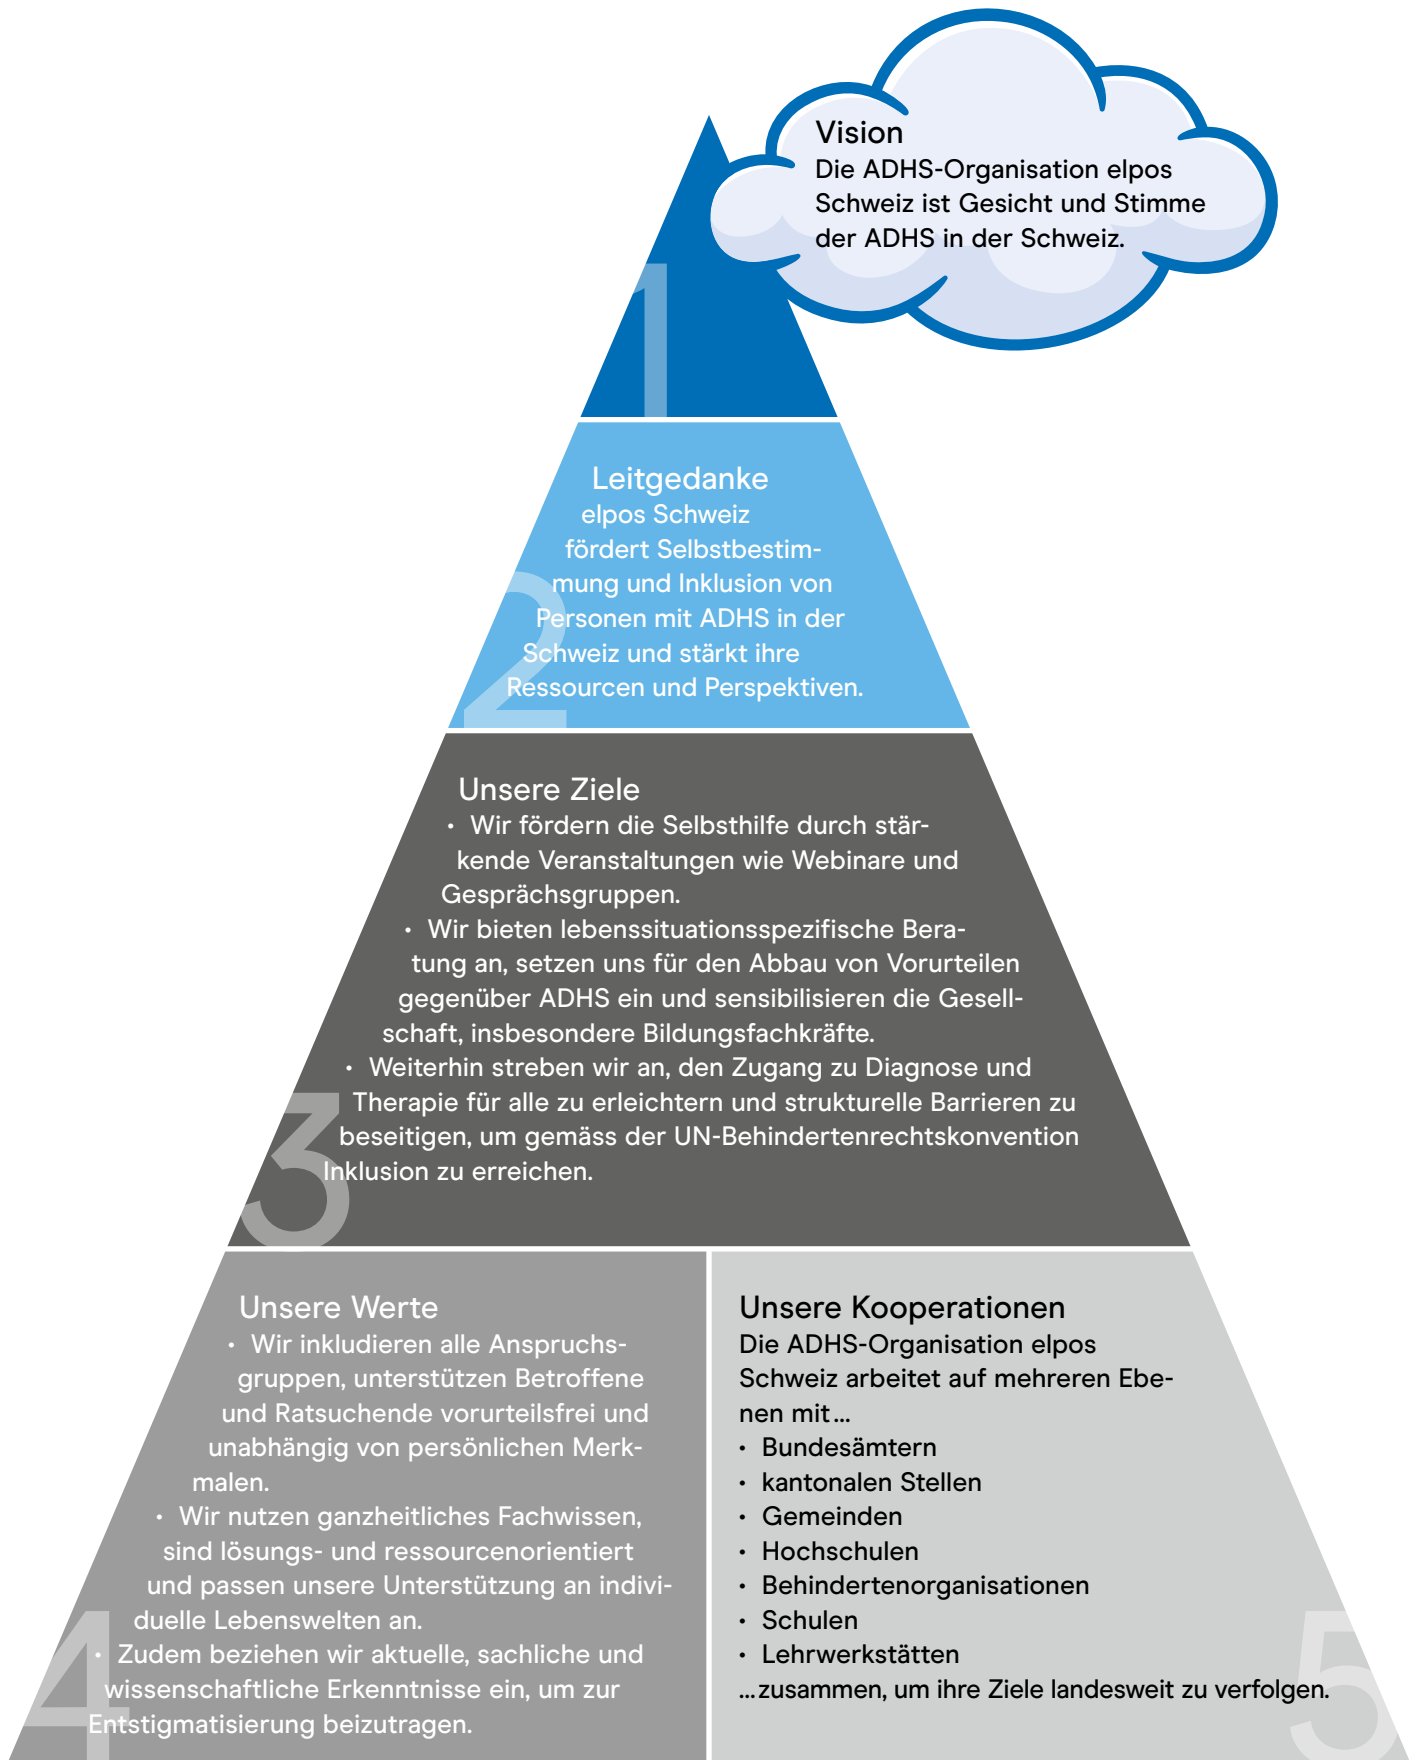 Vision
Die ADHS-Organisation elpos
Schweiz ist Gesicht und Stimme
der ADHS in der Schweiz.
1
Leitgedanke
elpos Schweiz
fördert Selbstbestim-
mung und Inklusion von
Personen mit ADHS in der
Schweiz und stärkt ihre
Ressourcen und Perspektiven.
2
Unsere Ziele
• Wir fördern die Selbsthilfe durch stär-
kende Veranstaltungen wie Webinare und
Gesprächsgruppen.
• Wir bieten lebenssituationsspezifische Bera-
tung an, setzen uns für den Abbau von Vorurteilen
gegenüber ADHS ein und sensibilisieren die Gesell-
schaft, insbesondere Bildungsfachkräfte.
• Weiterhin streben wir an, den Zugang zu Diagnose und
Therapie für alle zu erleichtern und strukturelle Barrieren zu
beseitigen, um gemäss der UN-Behindertenrechtskonvention
Inklusion zu erreichen.
3
Unsere Werte
• Wir inkludieren alle Anspruchs-
gruppen, unterstützen Betroffene
und Ratsuchende vorurteilsfrei und
unabhängig von persönlichen Merk-
malen.
• Wir nutzen ganzheitliches Fachwissen,
sind lösungs- und ressourcenorientiert
und passen unsere Unterstützung an indivi-
duelle Lebenswelten an.
• Zudem beziehen wir aktuelle, sachliche und
wissenschaftliche Erkenntnisse ein, um zur
Entstigmatisierung beizutragen.
4
Unsere Kooperationen
Die ADHS-Organisation elpos
Schweiz arbeitet auf mehreren Ebe-
nen mit ...
• Bundesämtern
• kantonalen Stellen
• Gemeinden
• Hochschulen
• Behindertenorganisationen
• Schulen
• Lehrwerkstätten
... zusammen, um ihre Ziele landesweit zu verfolgen.
5